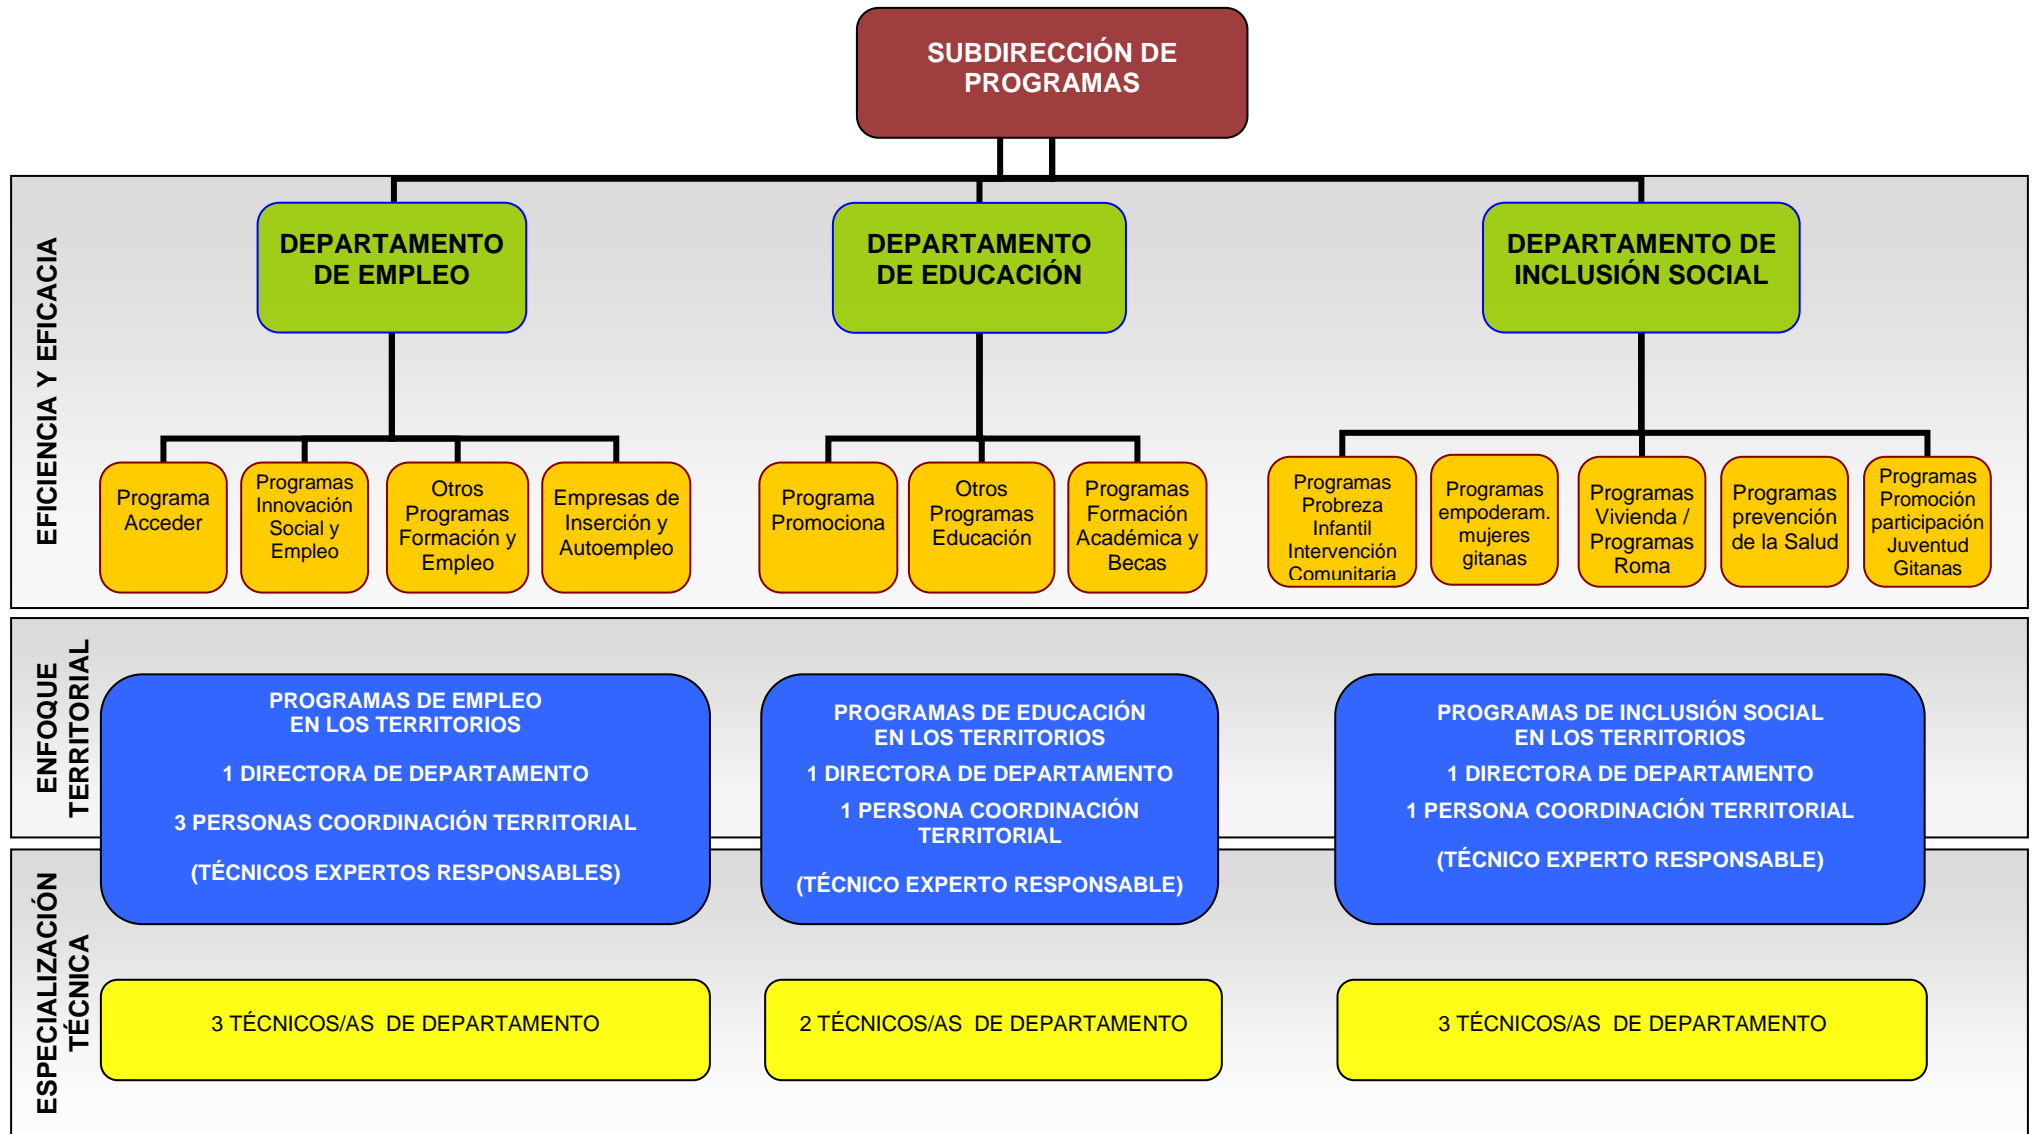 SUBDIRECCIÓN DE
PROGRAMAS
EFICIENCIA Y EFICACIA
DEPARTAMENTO
DE EMPLEO
DEPARTAMENTO
DE EDUCACIÓN
DEPARTAMENTO DE
INCLUSIÓN SOCIAL
Programa
Acceder
Programas
Innovación
Social y
Empleo
Otros
Programas
Formación y
Empleo
Empresas de
Inserción y
Autoempleo
Programa
Promociona
Otros
Programas
Educación
Programas
Formación
Académica y
Becas
Programas
Probreza
Infantil
Intervención
Comunitaria
Programas
empoderam.
mujeres
gitanas
Programas
Vivienda /
Programas
Roma
Programas
prevención
de la Salud
Programas
Promoción
participación
Juventud
Gitanas
ENFOQUE
TERRITORIAL
PROGRAMAS DE EMPLEO
EN LOS TERRITORIOS
1 DIRECTORA DE DEPARTAMENTO
3 PERSONAS COORDINACIÓN TERRITORIAL
(TÉCNICOS EXPERTOS RESPONSABLES)
PROGRAMAS DE EDUCACIÓN
EN LOS TERRITORIOS
1 DIRECTORA DE DEPARTAMENTO
1 PERSONA COORDINACIÓN
TERRITORIAL
(TÉCNICO EXPERTO RESPONSABLE)
PROGRAMAS DE INCLUSIÓN SOCIAL
EN LOS TERRITORIOS
1 DIRECTORA DE DEPARTAMENTO
1 PERSONA COORDINACIÓN TERRITORIAL
(TÉCNICO EXPERTO RESPONSABLE)
ESPECIALIZACIÓN
TÉCNICA
3 TÉCNICOS/AS DE DEPARTAMENTO
2 TÉCNICOS/AS DE DEPARTAMENTO
3 TÉCNICOS/AS DE DEPARTAMENTO